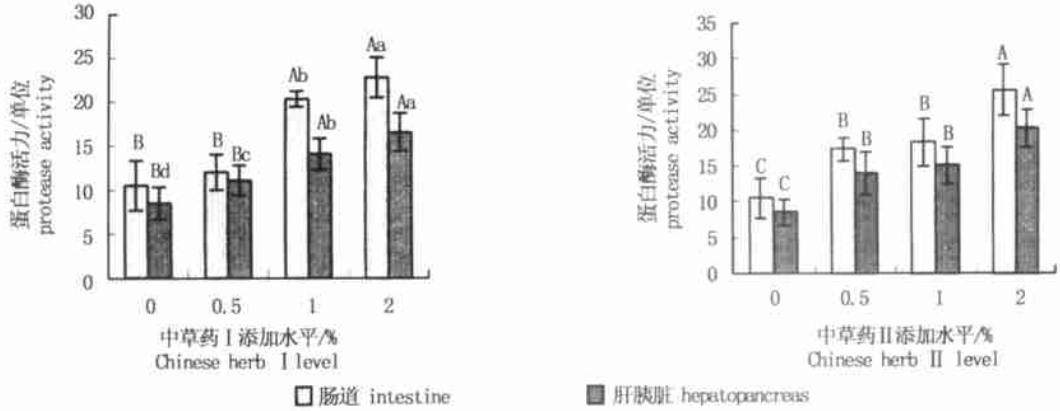 蛋白酶活力/单位
protease activity
30
25
20
15
10
5
0
B
Bd
B
Bc
Ab
Ab
Aa
Aa
0 0.5 1 2
中草药Ⅰ添加水平/%
Chinese herb Ⅰ level
蛋白酶活力/单位
protease activity
35
30
25
20
15
10
5
0
C
C
B
B
B
B
A
A
0 0.5 1 2
中草药Ⅱ添加水平/%
Chinese herb Ⅱ level
肠道 intestine
肝胰脏 hepatopancreas